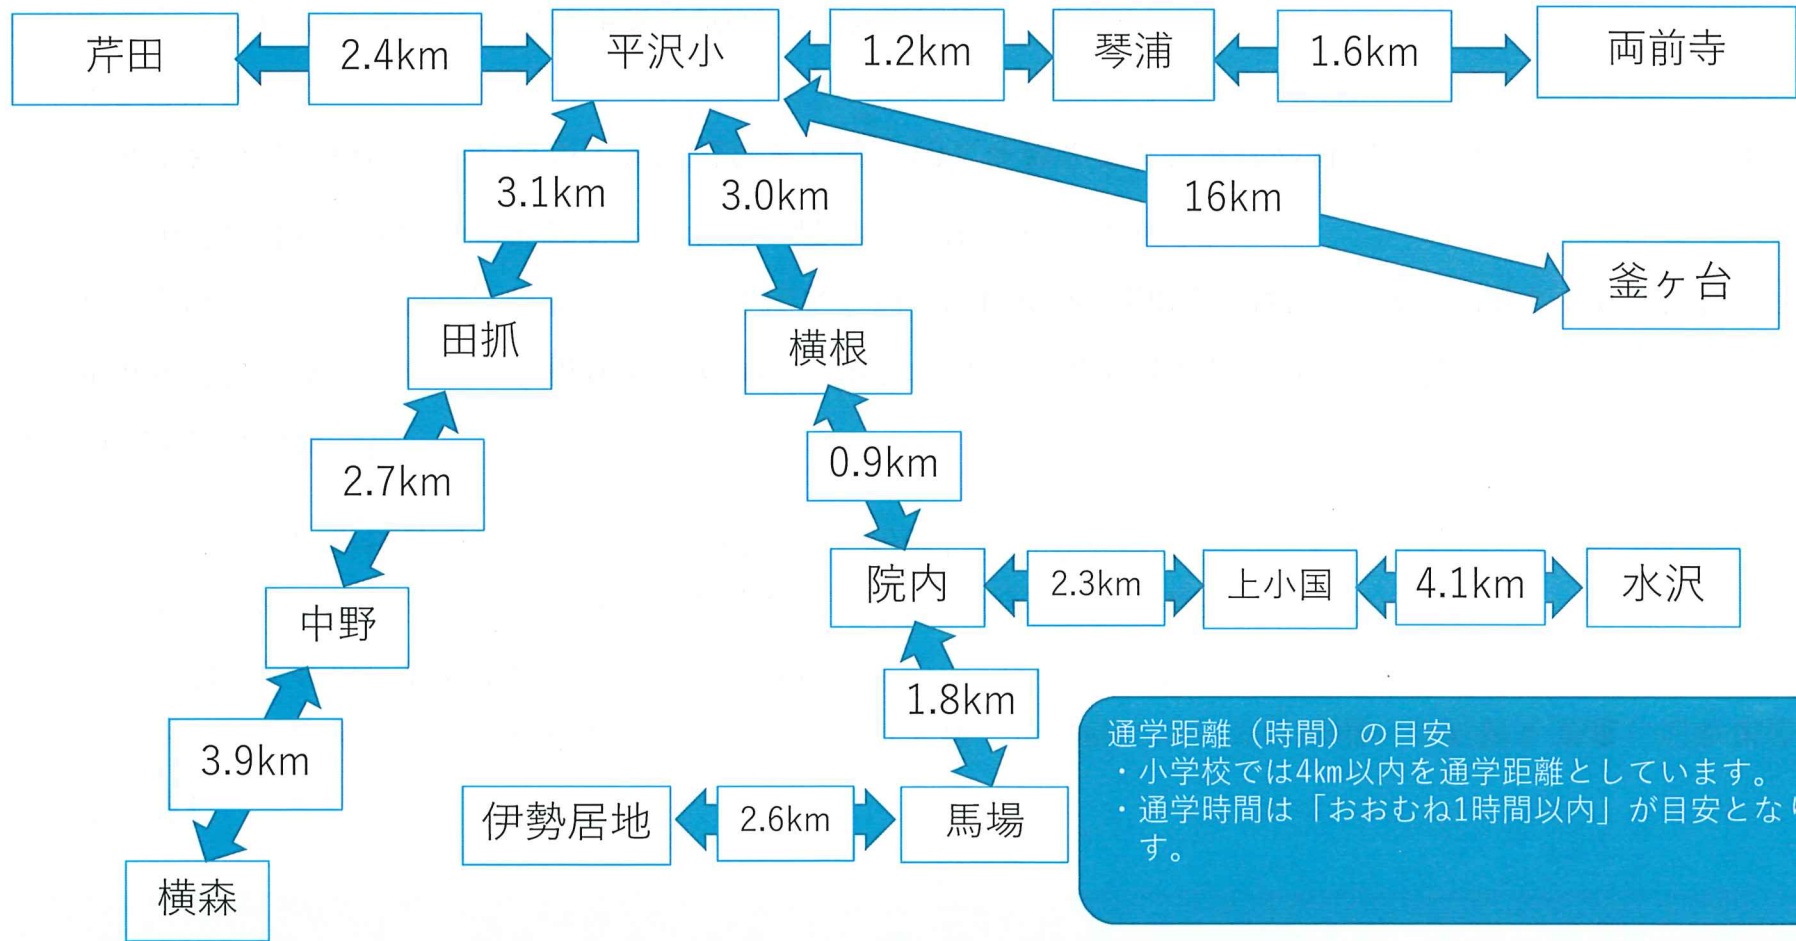 芹田
2.4km
平沢小
1.2km
琴浦
1.6km
両前寺
3.1km
3.0km
16km
釜ヶ台
田抓
横根
2.7km
0.9km
院内
2.3km
上小国
4.1km
水沢
中野
1.8km
3.9km
伊勢居地
2.6km
馬場
横森
通学距離（時間）の目安
・小学校では4㎞以内を通学距離としています。
・通学時間は「おおむね1時間以内」が目安となり
す。